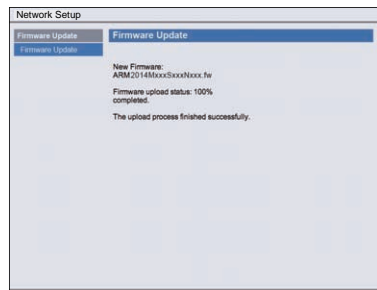 Network Setup
Firmware Update
Firmware Update
Firmware Update
New Firmware:
ARM2014MxxxSxxxNxxx.fw
Firmware upload status: 100%
completed.
The upload process finished successfully.